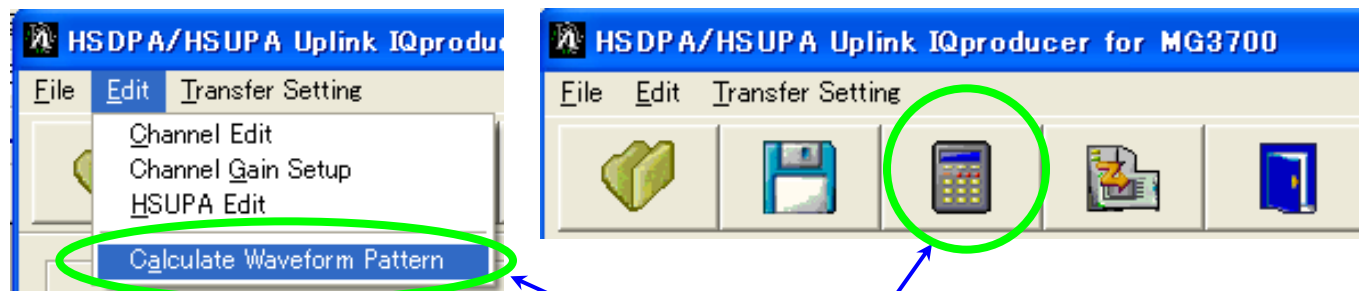 HSDPA/HSUPA Uplink IQprodu
File Edit Transfer Setting
Channel Edit
Channel Gain Setup
HSUPA Edit
Calculate Waveform Pattern
HSDPA/HSUPA Uplink IQproducer for MG3700
File Edit Transfer Setting